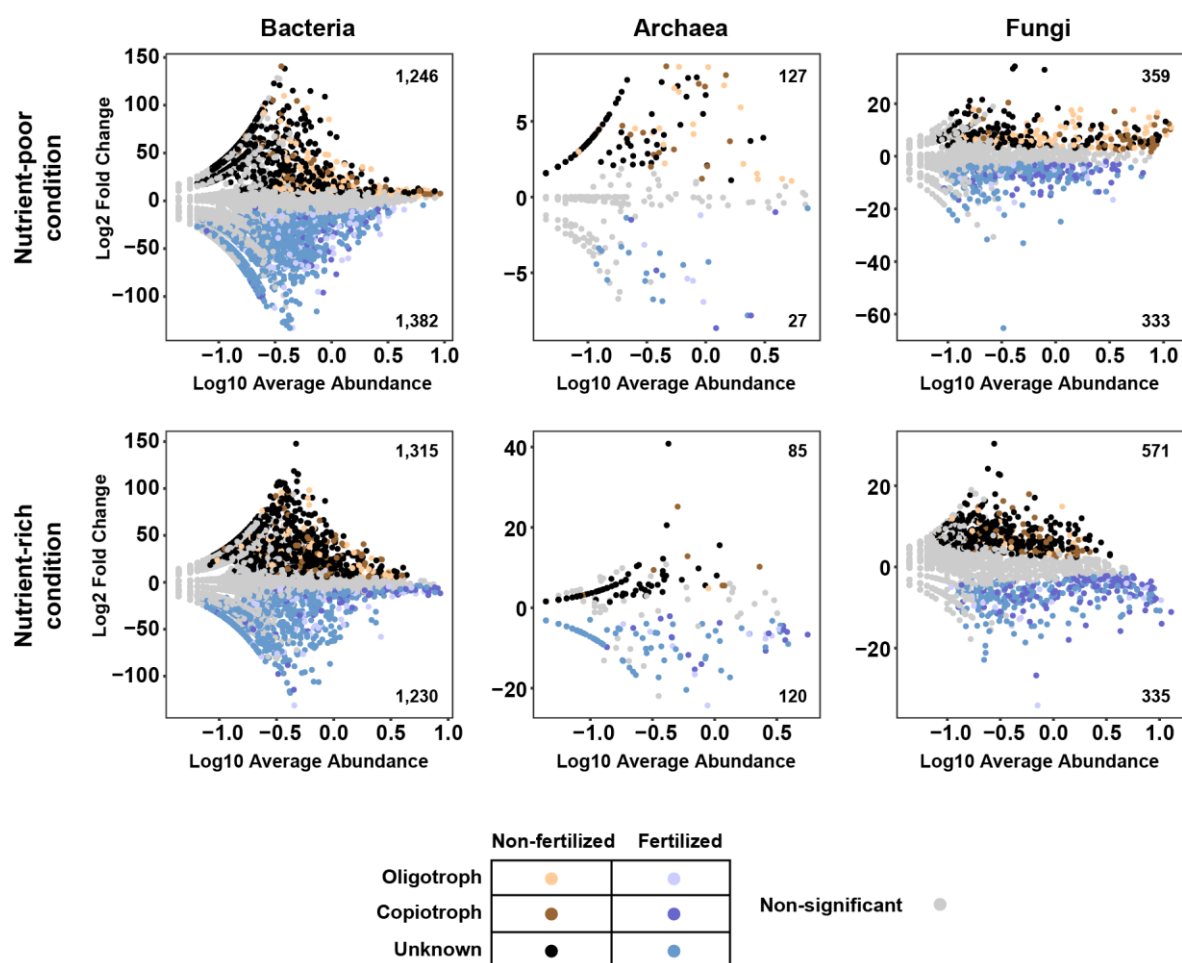 Bacteria Archaea Fungi
Nutrient-poor
condition
Log2 Fold Change
150
100
50
0
−50
−100
1,246
1,382
−1.0 −0.5 0.0 0.5 1.0
Log10 Average Abundance
5
0
−5
127
27
−1.0 −0.5 0.0 0.5
Log10 Average Abundance
20
0
−20
−40
−60
359
333
−1.0 −0.5 0.0 0.5 1.0
Log10 Average Abundance
Nutrient-rich
condition
Log2 Fold Change
150
100
50
0
−50
−100
1,315
1,230
−1.0 −0.5 0.0 0.5 1.0
Log10 Average Abundance
40
20
0
−20
85
120
−1.0 −0.5 0.0 0.5
Log10 Average Abundance
20
0
−20
571
335
−1.0 −0.5 0.0 0.5 1.0
Log10 Average Abundance
Non-fertilized Fertilized
Oligotroph
Copiotroph
Unknown
Non-significant